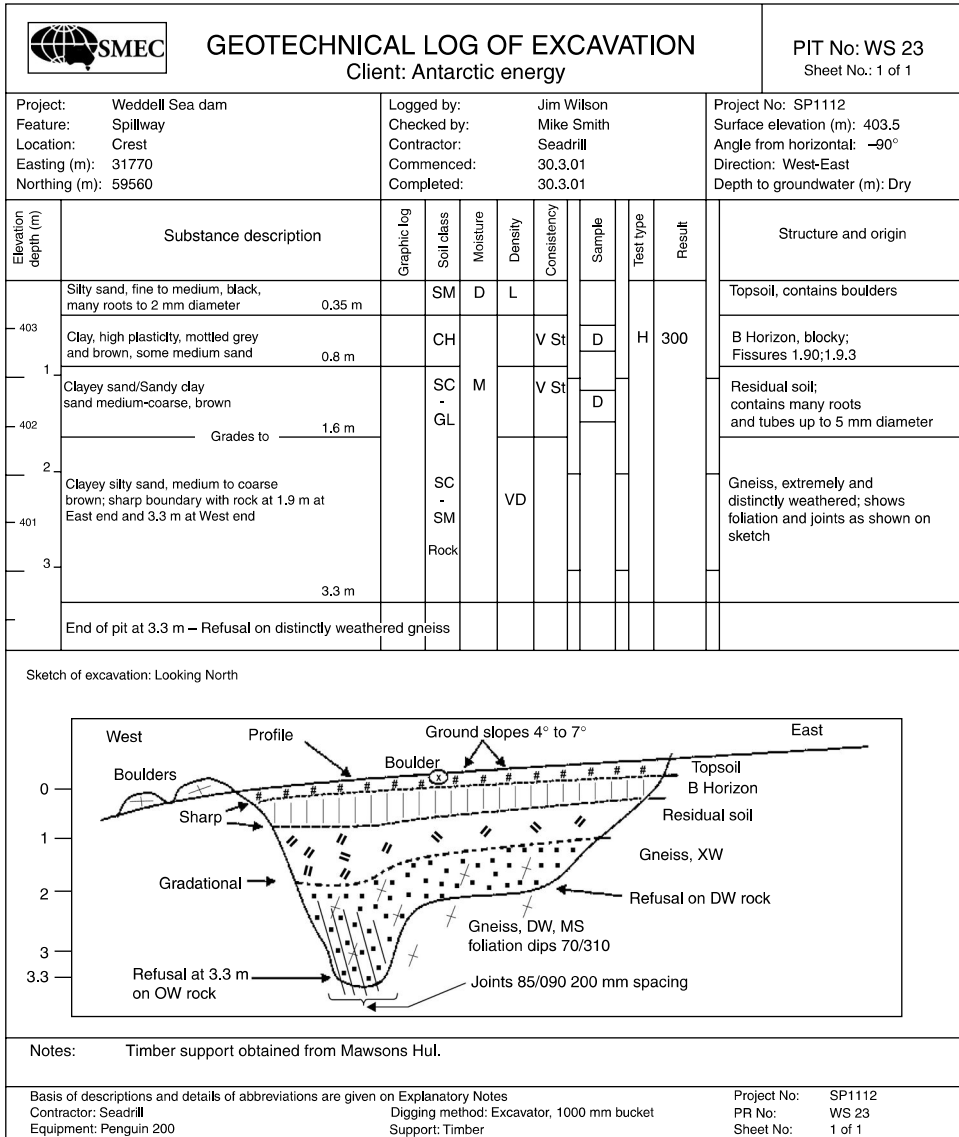 SMEC
GEOTECHNICAL LOG OF EXCAVATION
Client: Antarctic energy
PIT No: WS 23
Sheet No.: 1 of 1
Project: Weddell Sea dam
Feature: Spillway
Location: Crest
Easting (m): 31770
Northing (m): 59560
Logged by: Jim Wilson
Checked by: Mike Smith
Contractor: Seadrill
Commenced: 30.3.01
Completed: 30.3.01
Project No: SP1112
Surface elevation (m): 403.5
Angle from horizontal: –90°
Direction: West-East
Depth to groundwater (m): Dry
Elevation depth (m)
Substance description
Graphic log
Soil class
Moisture
Density
Consistency
Sample
Test type
Result
Structure and origin
Silty sand, fine to medium, black,
many roots to 2 mm diameter 0.35 m
SM D L
Topsoil, contains boulders
403
Clay, high plasticity, mottled grey
and brown, some medium sand 0.8 m
CH V St D H 300
B Horizon, blocky;
Fissures 1.90;1.9.3
1
Clayey sand/Sandy clay
sand medium-coarse, brown
1.6 m
SC
-
GL
M V St D
Residual soil;
contains many roots
and tubes up to 5 mm diameter
402
Grades to
2
Clayey silty sand, medium to coarse
brown; sharp boundary with rock at 1.9 m at
East end and 3.3 m at West end
SC
-
SM
Rock
VD
Gneiss, extremely and
distinctly weathered; shows
foliation and joints as shown on
sketch
401
3
3.3 m
End of pit at 3.3 m – Refusal on distinctly weathered gneiss
Sketch of excavation: Looking North
West
Profile
Ground slopes 4° to 7°
East
Boulders
Boulder
x
Topsoil
B Horizon
0
Sharp
Residual soil
1
Gneiss, XW
Gradational
2
Refusal on DW rock
Gneiss, DW, MS
foliation dips 70/310
3
3.3
Refusal at 3.3 m
on OW rock
Joints 85/090 200 mm spacing
Notes: Timber support obtained from Mawsons Hul.
Basis of descriptions and details of abbreviations are given on Explanatory Notes
Contractor: Seadrill
Equipment: Penguin 200
Digging method: Excavator, 1000 mm bucket
Support: Timber
Project No: SP1112
PR No: WS 23
Sheet No: 1 of 1